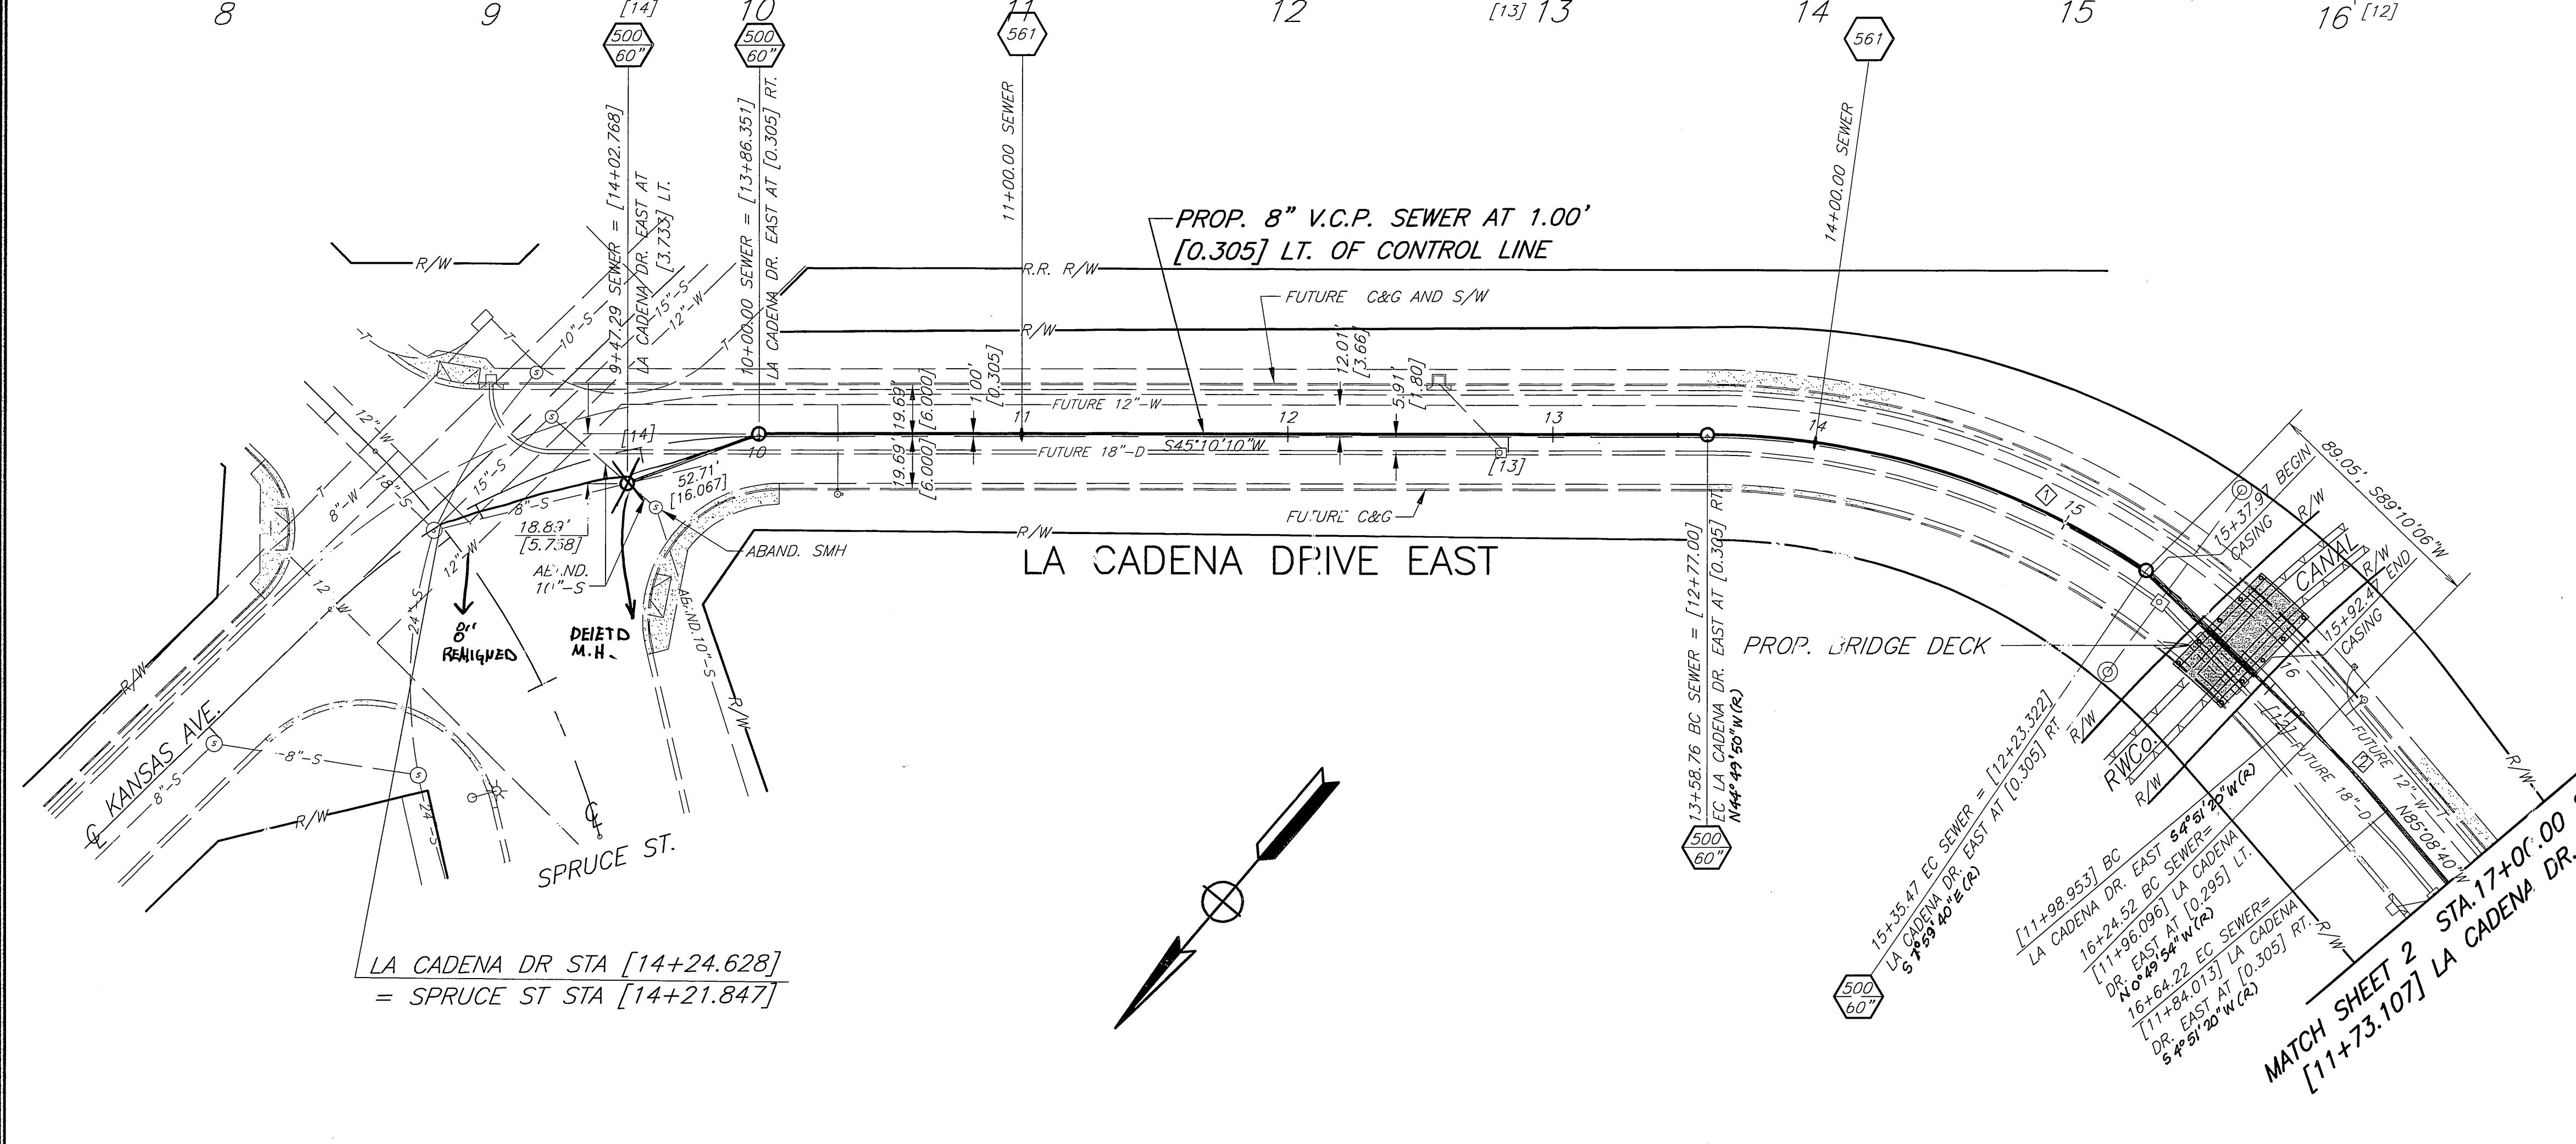 8
9
[14]
10
11
12
[13] 13
14
15
16 [12]
500
60"
500
60"
561
561
9+47.29 SEWER = [14+02.768]
LA CADENA DR. EAST AT
[3.733] LT.
10+00.00 SEWER = [13+86.351]
LA CADENA DR. EAST AT [0.305] RT.
11+00.00 SEWER
14+00.00 SEWER
PROP. 8" V.C.P. SEWER AT 1.00'
[0.305] LT. OF CONTROL LINE
R/W
R.R. R/W
FUTURE C&G AND S/W
R/W
10"-S
15"-S
12"-W
T
T
T
T
12"-W
18"-S
15"-S
8"-W
S
S
S
S
S
S
[14]
10
11
12
13
14
15
16
19.69'
[6.000]
19.69'
[6.000]
1.00'
[0.305]
12.01'
[3.66]
5.91'
[1.80]
FUTURE 12"-W
FUTURE 18"-D
S45°10'10"W
[13]
52.71'
[16.067]
8"-S
18.89'
[5.758]
ABAND. SMH
ABAND. 10"-S
12"-W
24"-S
8"
REALIGNED
DELETD
M.H.
FUTURE C&G
R/W
LA CADENA DRIVE EAST
1
15+37.97 BEGIN
CASING
R/W
89.05', S89°10'06"W
CANAL
R/W
15+92.47 END
CASING
PROP. BRIDGE DECK
[12]
R/W
RWCo.
R/W
2
FUTURE 12"-W
FUTURE 18"-D
N85°08'40"W
R/W
R/W
R/W
R/W
R/W
℄ KANSAS AVE.
8"-S
8"-S
24"-S
℄
SPRUCE ST.
LA CADENA DR STA [14+24.628]
= SPRUCE ST STA [14+21.847]
13+58.76 BC SEWER = [12+77.00]
EC LA CADENA DR. EAST AT [0.305] RT
N44°49'50"W(R)
500
60"
15+35.47 EC SEWER = [12+23.322]
LA CADENA DR. EAST AT [0.305] RT
S 7°59'40"E(R)
500
60"
[11+98.953] BC
LA CADENA DR. EAST S4°51'20"W(R)
16+24.52 BC SEWER=
[11+96.096] LA CADENA
DR. EAST AT [0.295] LT.
N0°49'54"W(R)
16+64.22 EC SEWER=
[11+84.013] LA CADENA
DR. EAST AT [0.305] RT.
S4°51'20"W(R)
MATCH SHEET 2 STA.17+00.00
[11+73.107] LA CADENA DR.